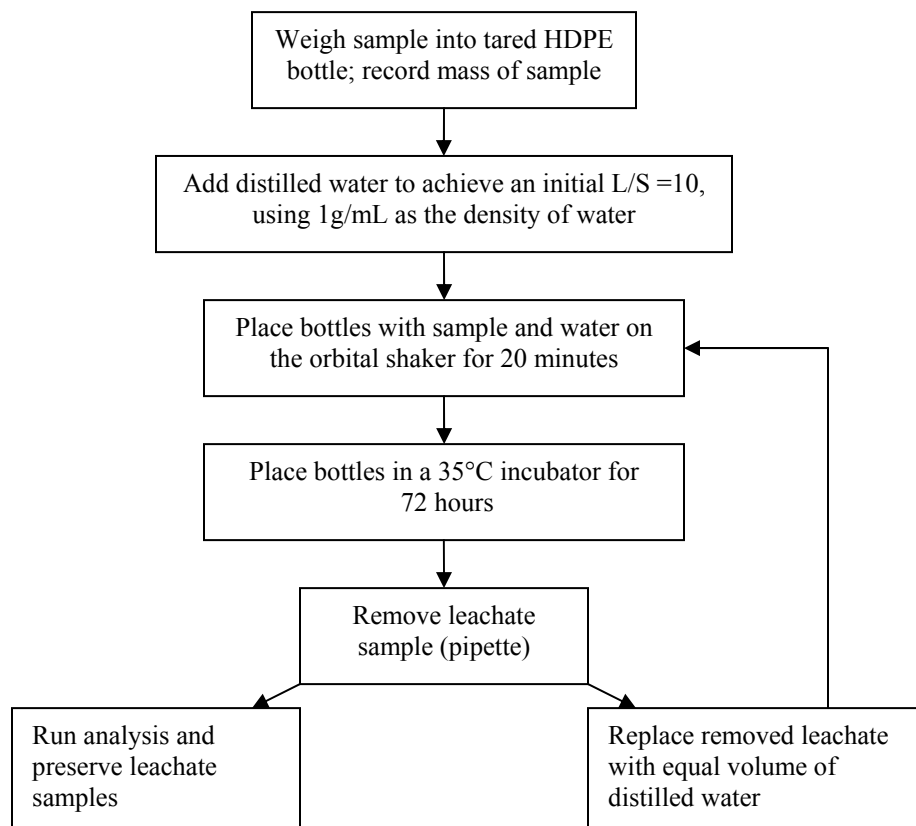 Weigh sample into tared HDPE
bottle; record mass of sample
Add distilled water to achieve an initial L/S =10,
using 1g/mL as the density of water
Place bottles with sample and water on
the orbital shaker for 20 minutes
Place bottles in a 35°C incubator for
72 hours
Remove leachate
sample (pipette)
Run analysis and
preserve leachate
samples
Replace removed leachate
with equal volume of
distilled water